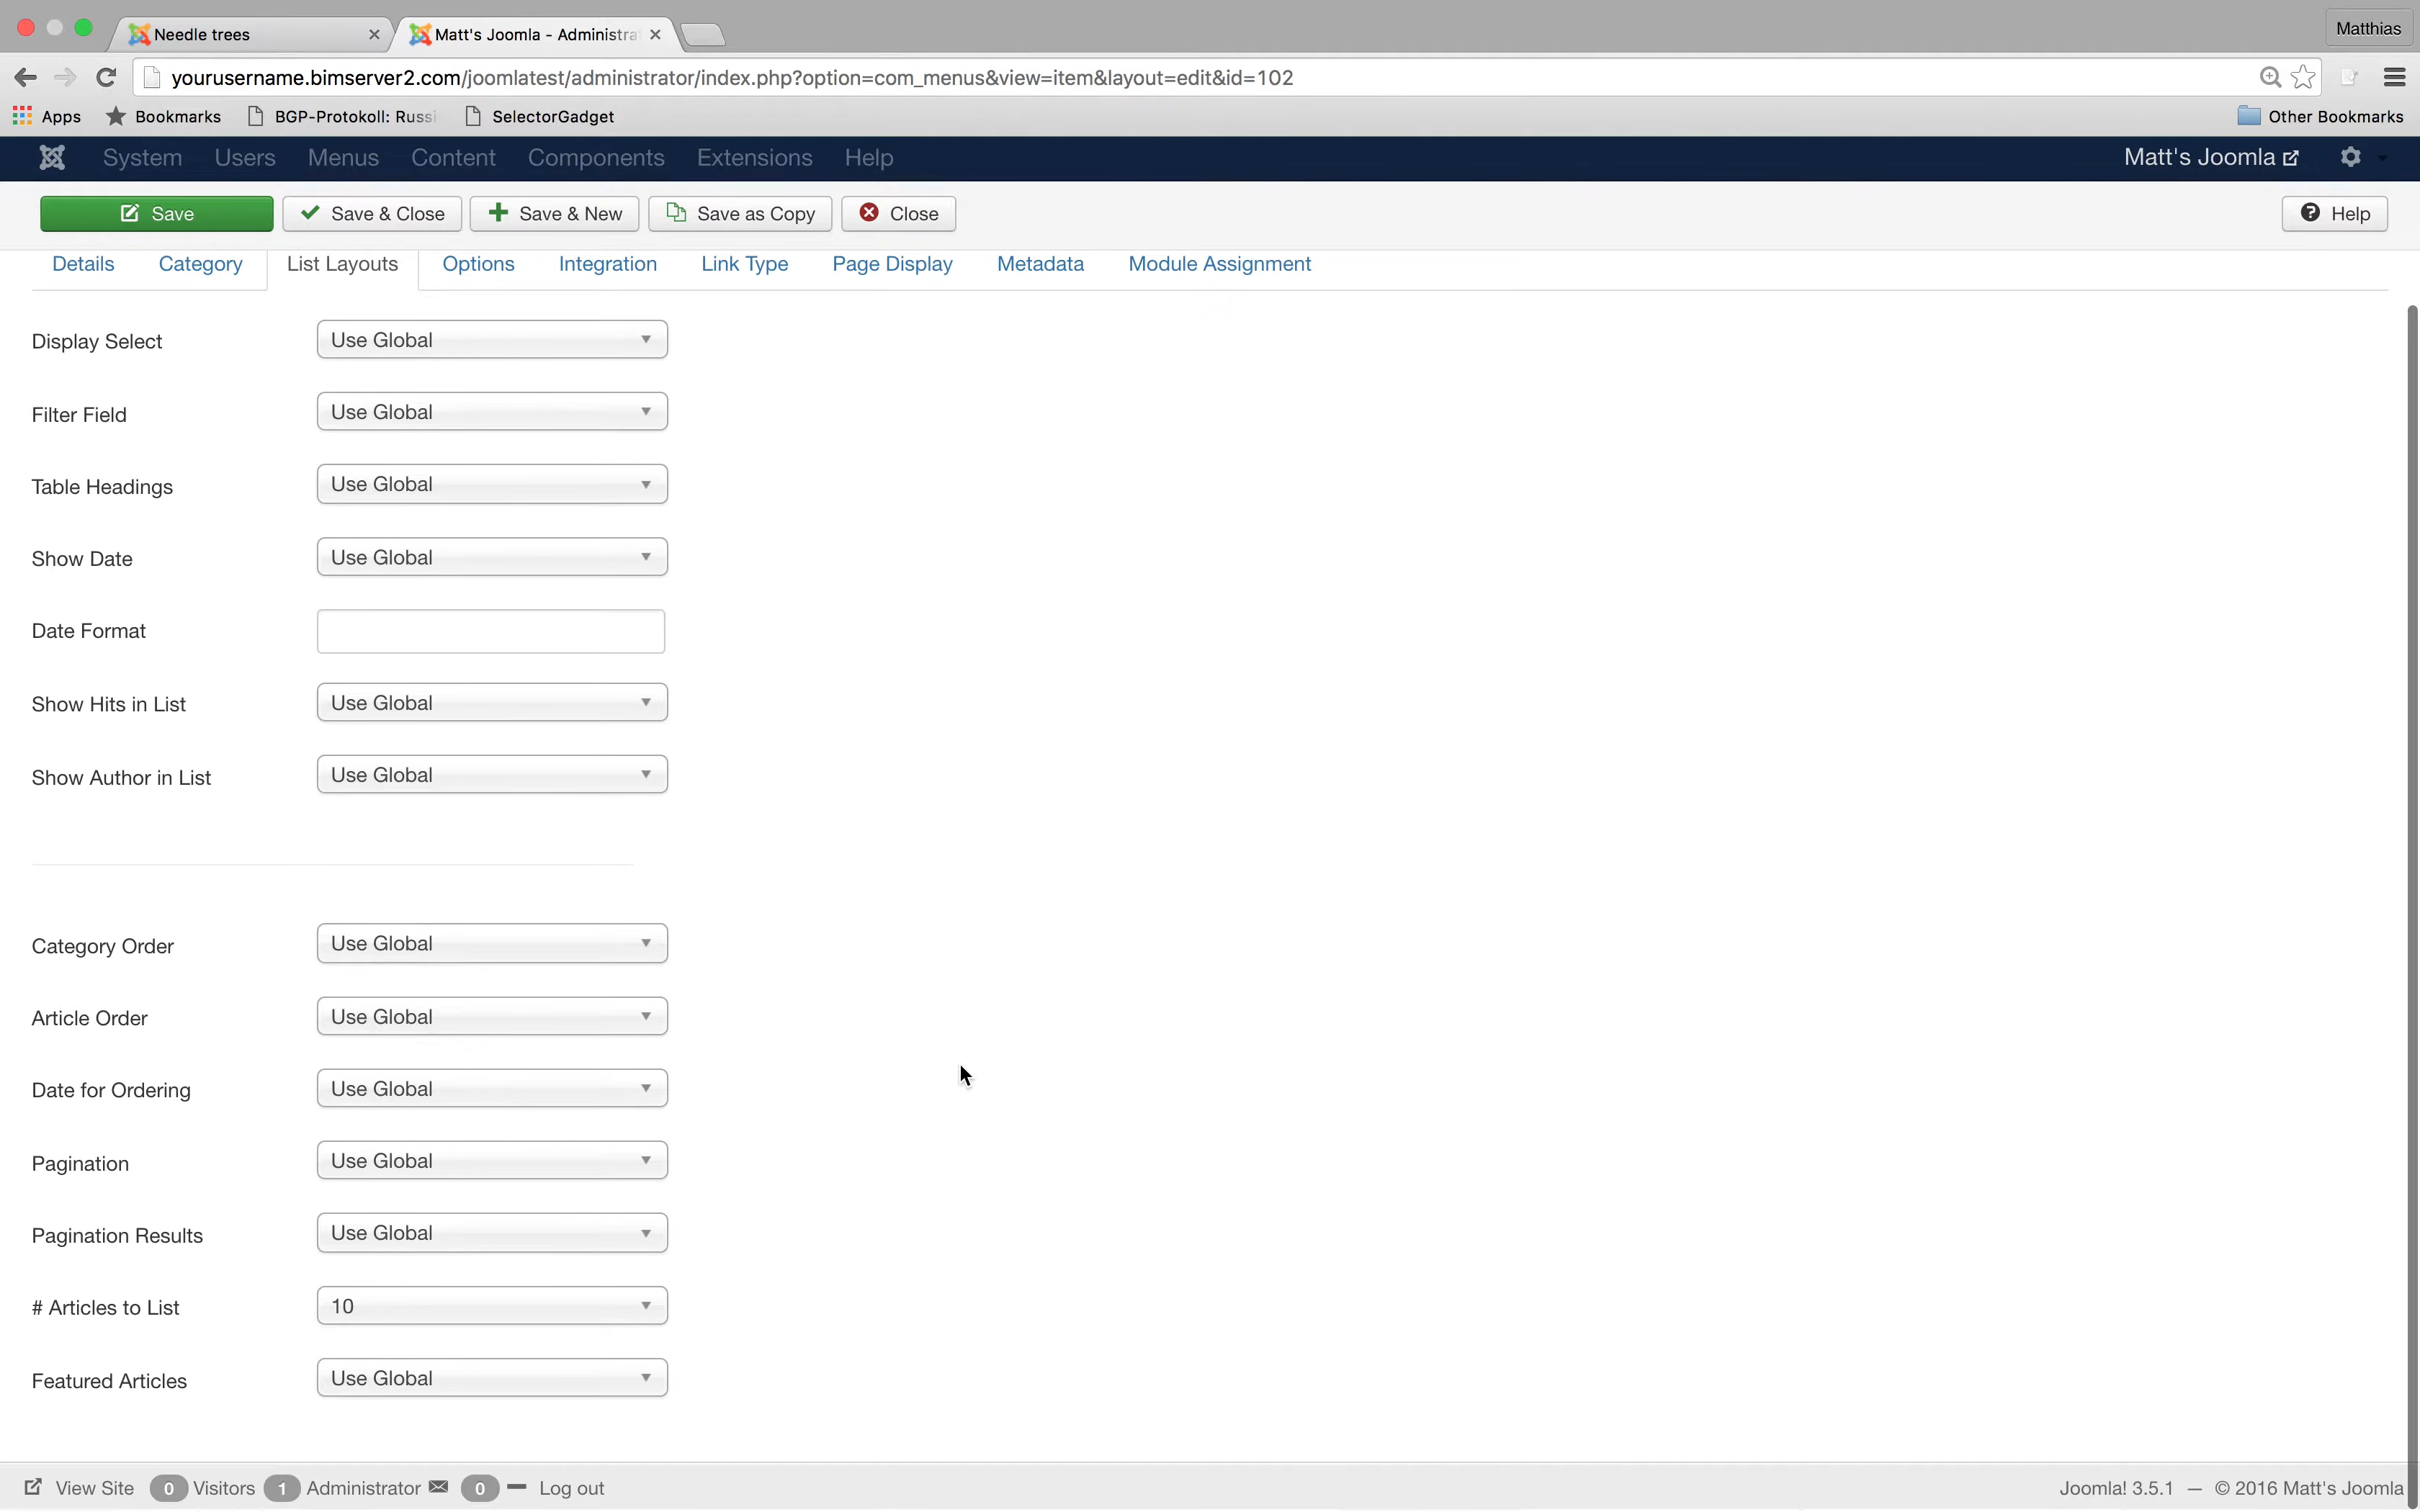 Needle trees
Matt's Joomla - Administra
Matthias
yourusername.bimserver2.com/joomlatest/administrator/index.php?option=com_menus&view=item&layout=edit&id=102
Apps Bookmarks BGP-Protokoll: Russi SelectorGadget Other Bookmarks
System Users Menus Content Components Extensions Help Matt's Joomla
Save Save & Close Save & New Save as Copy Close Help
Details Category List Layouts Options Integration Link Type Page Display Metadata Module Assignment
Display Select Use Global
Filter Field Use Global
Table Headings Use Global
Show Date Use Global
Date Format
Show Hits in List Use Global
Show Author in List Use Global
Category Order Use Global
Article Order Use Global
Date for Ordering Use Global
Pagination Use Global
Pagination Results Use Global
# Articles to List 10
Featured Articles Use Global
View Site 0 Visitors 1 Administrator 0 Log out Joomla! 3.5.1 — © 2016 Matt's Joomla